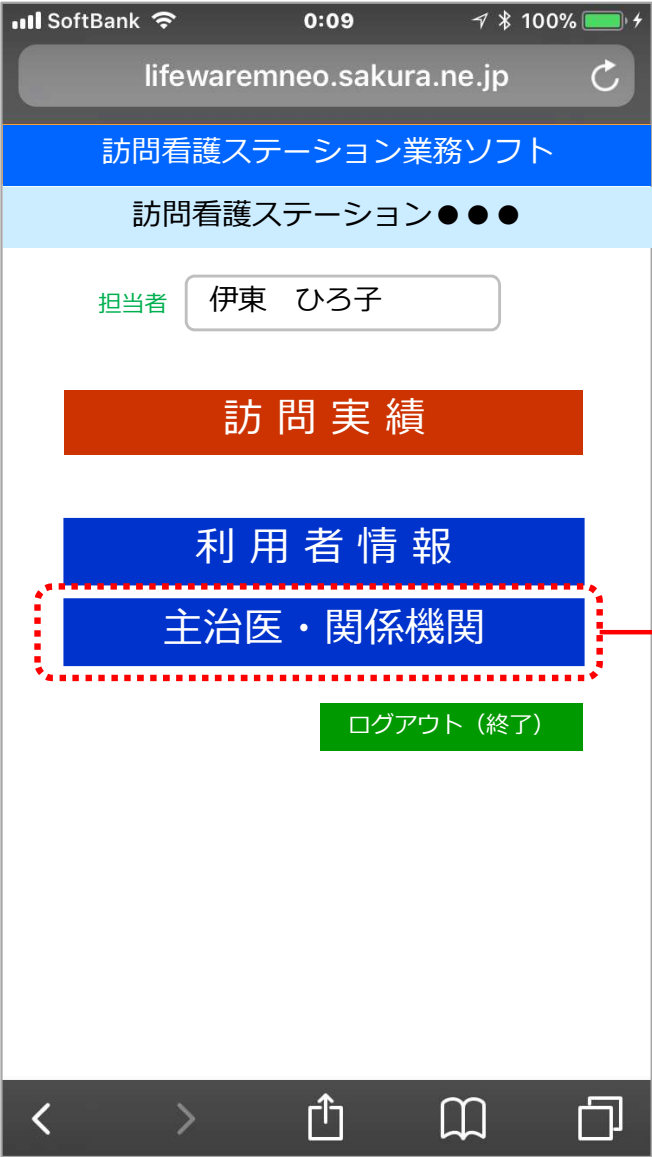 SoftBank 0:09 100%
lifewaremneo.sakura.ne.jp
訪問看護ステーション業務ソフト
訪問看護ステーション●●●
担当者 伊東　ひろ子
訪問実績
利用者情報
主治医・関係機関
ログアウト（終了）